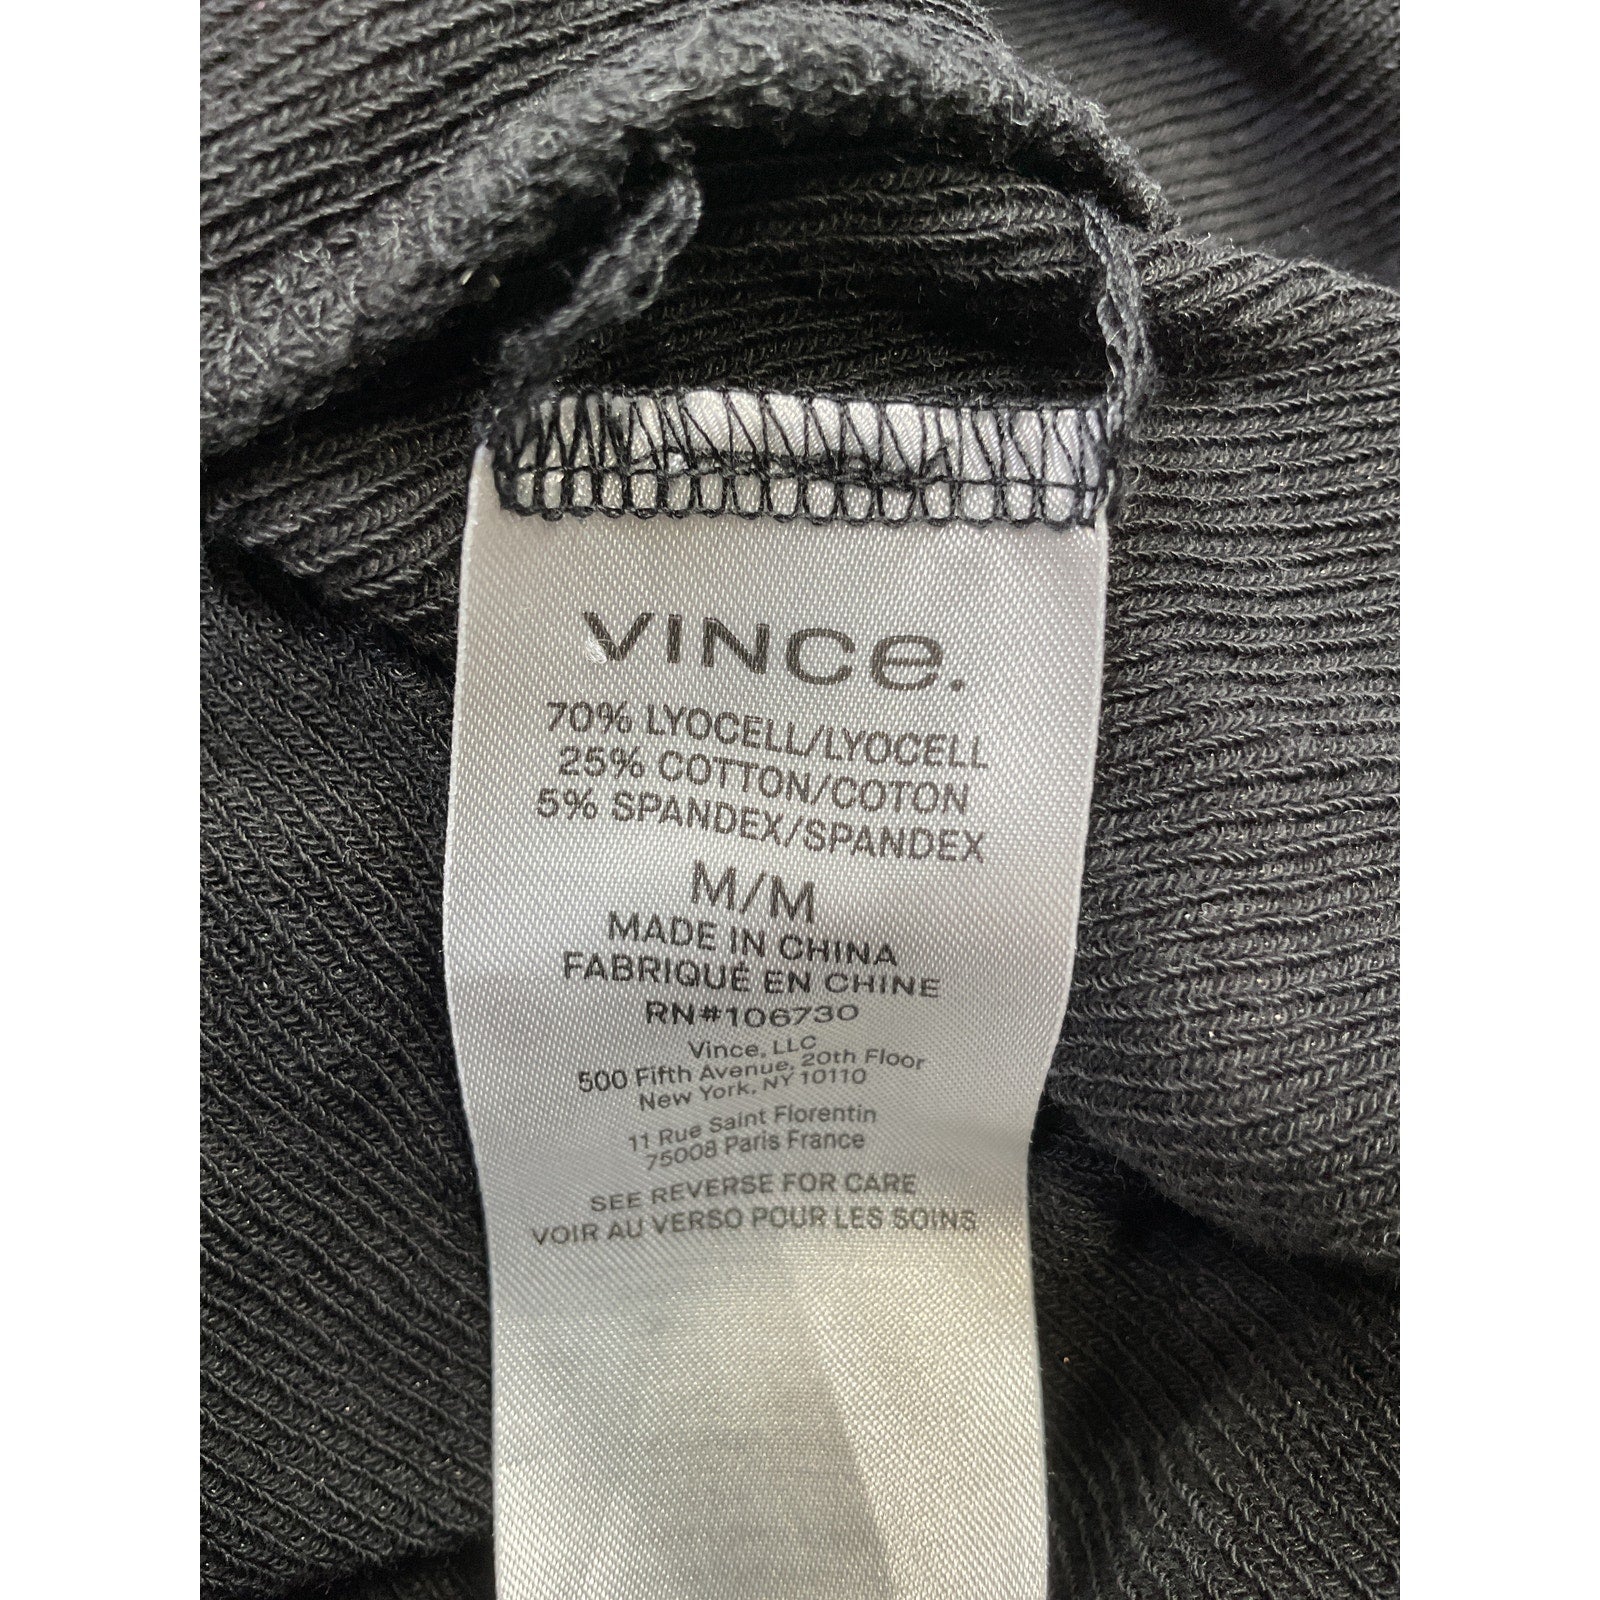 VINCe.
70% LYOCELL/LYOCELL
25% COTTON/COTON
5% SPANDEX/SPANDEX
M/M
MADE IN CHINA
FABRIQUÉ EN CHINE
RN#106730
Vince, LLC
500 Fifth Avenue, 20th Floor
New York, NY 10110
11 Rue Saint Florentin
75008 Paris France
SEE REVERSE FOR CARE
VOIR AU VERSO POUR LES SOINS